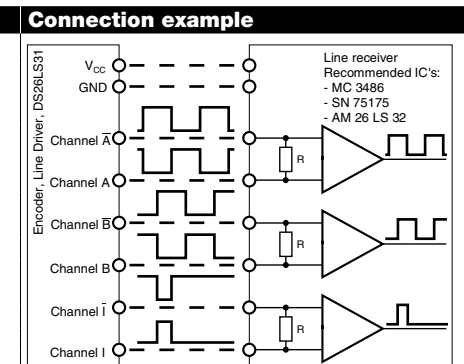 Connection example
Encoder, Line Driver, DS26LS31
V_CC
GND
Channel A̅
Channel A
Channel B̅
Channel B
Channel I̅
Channel I
Line receiver
Recommended IC's:
- MC 3486
- SN 75175
- AM 26 LS 32
R
R
R